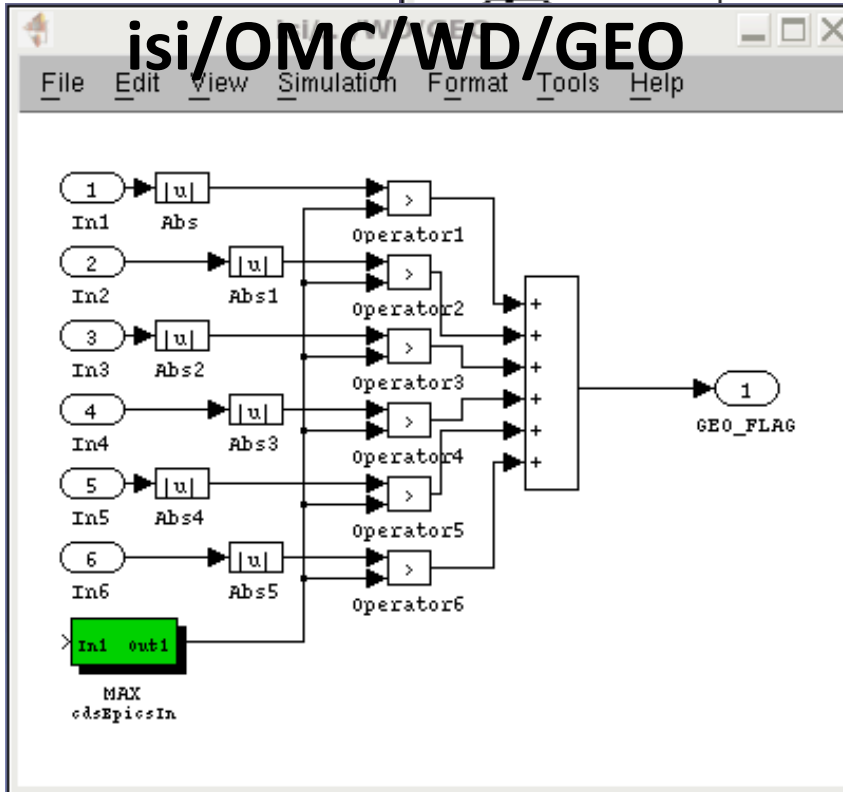 isi/OMC/WD/GEO
File Edit View Simulation Format Tools Help
1 |u| >
In1 Abs Operator1
2 |u| >
In2 Abs1 Operator2
3 |u| >
In3 Abs2 Operator3
4 |u| >
In4 Abs3 Operator4
5 |u| >
In5 Abs4 Operator5
6 |u| >
In6 Abs5 Operator6
+
+
+
+
+
+
1
GEO_FLAG
In1 Out1
MAX
cdsEpicsIn